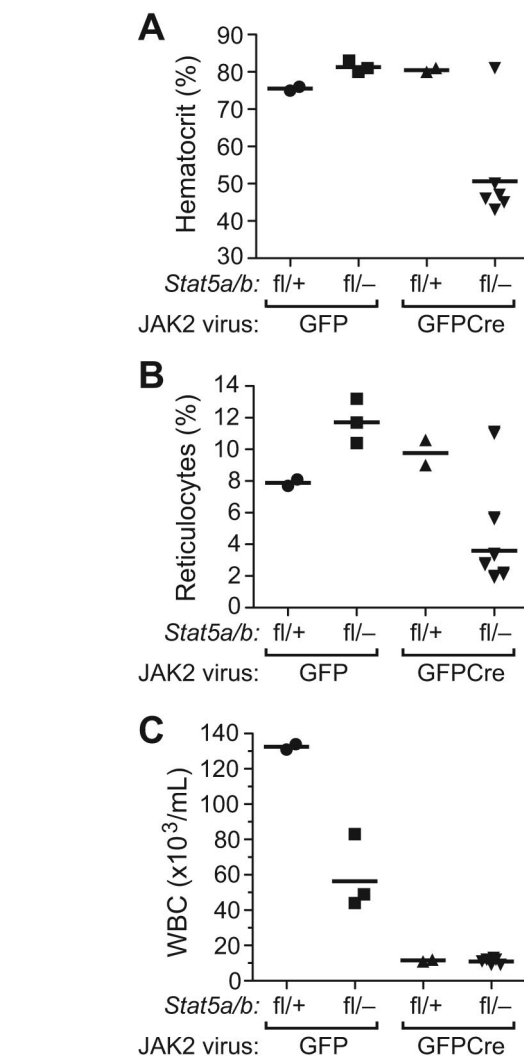 A
Hematocrit (%)
90
80
70
60
50
40
30
Stat5a/b: fl/+ fl/– fl/+ fl/–
JAK2 virus: GFP GFPCre
B
Reticulocytes (%)
14
12
10
8
6
4
2
0
Stat5a/b: fl/+ fl/– fl/+ fl/–
JAK2 virus: GFP GFPCre
C
WBC (x10³/mL)
140
120
100
80
60
40
20
0
Stat5a/b: fl/+ fl/– fl/+ fl/–
JAK2 virus: GFP GFPCre